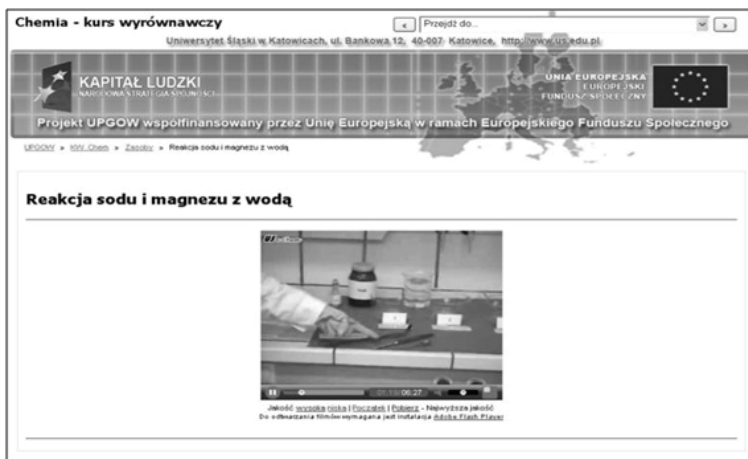 Chemia - kurs wyrównawczy
Przejdź do...
Uniwersytet Śląski w Katowicach, ul. Bankowa 12, 40-007 Katowice, http://www.us.edu.pl
KAPITAŁ LUDZKI
NARODOWA STRATEGIA SPÓJNOŚCI
UNIA EUROPEJSKA
EUROPEJSKI
FUNDUSZ SPOŁECZNY
Projekt UPGOW współfinansowany przez Unię Europejską w ramach Europejskiego Funduszu Społecznego
UPGOW » KW_Chem » Zasoby » Reakcja sodu i magnezu z wodą
Reakcja sodu i magnezu z wodą
06:27
Jakość wysoka niska | Początek | Pobierz - Najwyższa jakość
Do odtwarzania filmów wymagana jest instalacja Adobe Flash Player